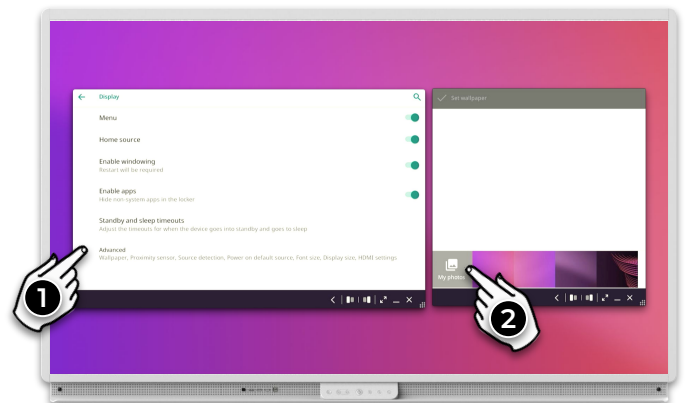 Display
Menu
Home source
Enable windowing
Restart will be required
Enable apps
Hide non-system apps in the locker
Standby and sleep timeouts
Adjust the timeouts for when the device goes into standby and goes to sleep
Advanced
Wallpaper, Proximity sensor, Source detection, Power on default source, Font size, Display size, HDMI settings
1
Set wallpaper
My photos
2